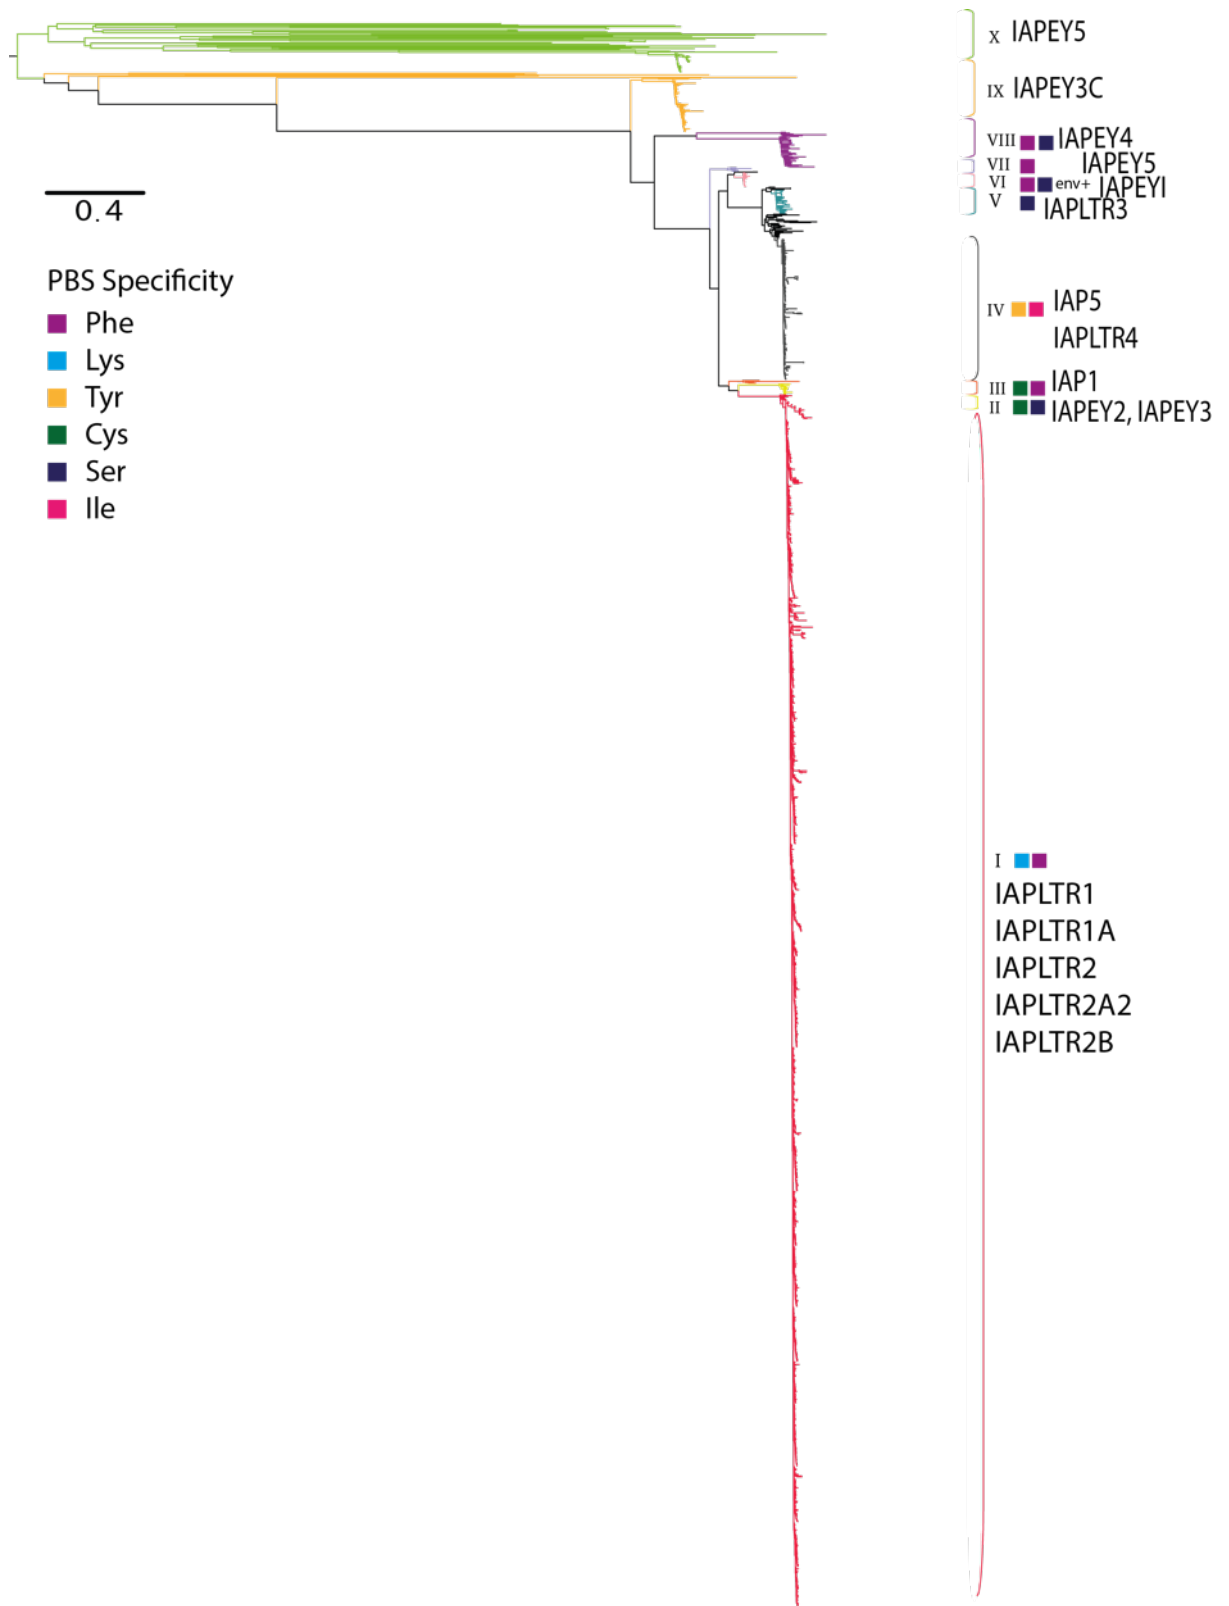 X IAPEY5
IX IAPEY3C
VIII IAPEY4
VII IAPEY5
VI env+ IAPEYI
V IAPLTR3
0.4
PBS Specificity
Phe
Lys
Tyr
Cys
Ser
Ile
IV IAP5
IAPLTR4
III IAP1
II IAPEY2, IAPEY3
I
IAPLTR1
IAPLTR1A
IAPLTR2
IAPLTR2A2
IAPLTR2B